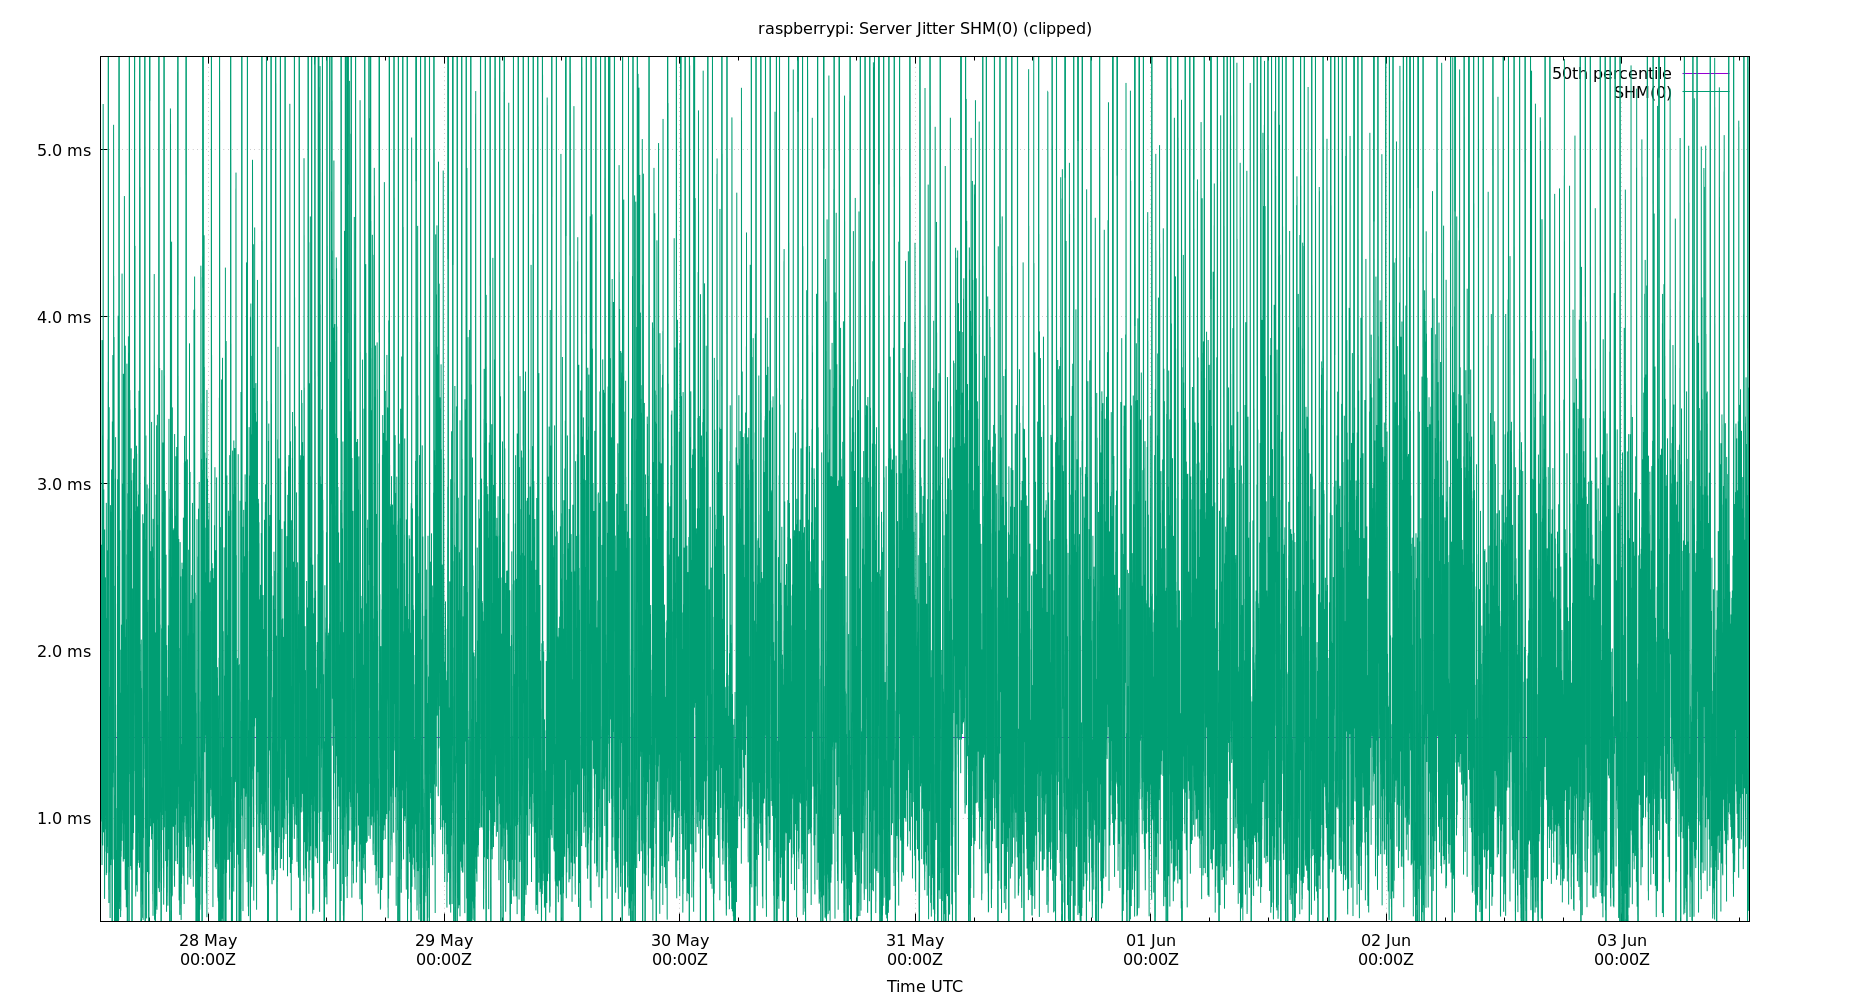 raspberrypi: Server Jitter SHM(0) (clipped)
50th percentile
SHM(0)
5.0 ms
4.0 ms
3.0 ms
2.0 ms
1.0 ms
28 May 29 May 30 May 31 May 01 Jun 02 Jun 03 Jun
00:00Z 00:00Z 00:00Z 00:00Z 00:00Z 00:00Z 00:00Z
Time UTC